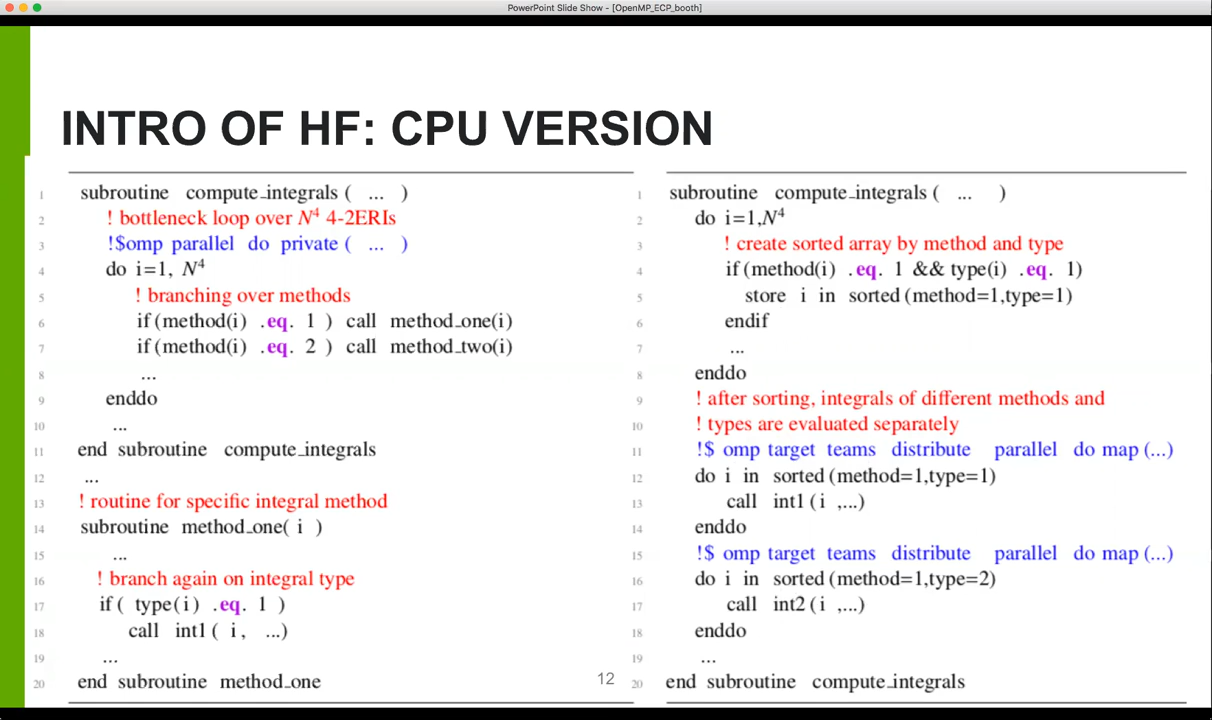 PowerPoint Slide Show - [OpenMP_ECP_booth]
INTRO OF HF: CPU VERSION
1 subroutine compute_integrals ( ... )
2 ! bottleneck loop over N⁴ 4-2ERIs
3 !$omp parallel do private ( ... )
4 do i=1, N⁴
5 ! branching over methods
6 if (method(i) .eq. 1 ) call method_one(i)
7 if (method(i) .eq. 2 ) call method_two(i)
8 ...
9 enddo
10 ...
11 end subroutine compute_integrals
12 ...
13 ! routine for specific integral method
14 subroutine method_one( i )
15 ...
16 ! branch again on integral type
17 if ( type(i) .eq. 1 )
18 call int1 ( i, ...)
19 ...
20 end subroutine method_one
1 subroutine compute_integrals ( ... )
2 do i=1,N⁴
3 ! create sorted array by method and type
4 if (method(i) .eq. 1 && type(i) .eq. 1)
5 store i in sorted (method=1,type=1)
6 endif
7 ...
8 enddo
9 ! after sorting, integrals of different methods and
10 ! types are evaluated separately
11 !$ omp target teams distribute parallel do map (...)
12 do i in sorted (method=1,type=1)
13 call int1 (i ,...)
14 enddo
15 !$ omp target teams distribute parallel do map (...)
16 do i in sorted (method=1,type=2)
17 call int2 (i ,...)
18 enddo
19 ...
20 end subroutine compute_integrals
12